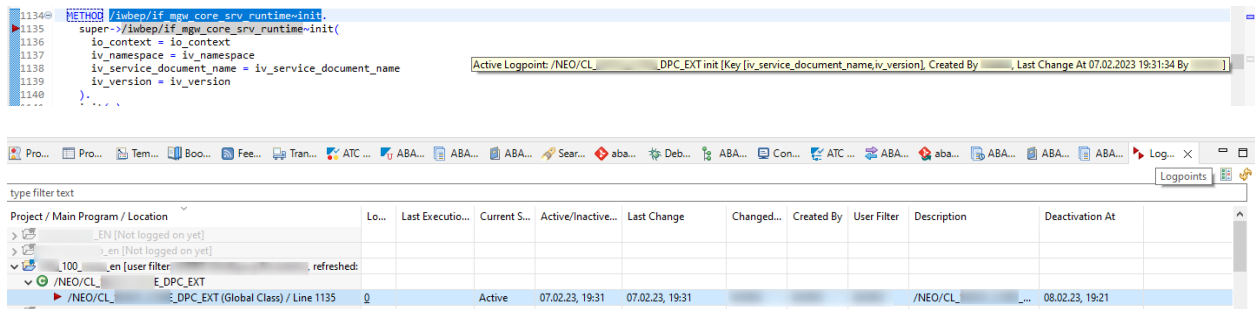 1134 METHOD /iwbep/if_mgw_core_srv_runtime~init.
1135 super->/iwbep/if_mgw_core_srv_runtime~init(
1136 io_context = io_context
1137 iv_namespace = iv_namespace
1138 iv_service_document_name = iv_service_document_name
Active Logpoint: /NEO/CL_ _DPC_EXT init [Key [iv_service_document_name,iv_version], Created By , Last Change At 07.02.2023 19:31:34 By ]
1139 iv_version = iv_version
1140 ).
Pro... Pro... Tem... Boo... Fee... Tran... ATC ... ABA... ABA... ABA... Sear... aba... Deb... ABA... Con... ATC ... ABA... aba... ABA... ABA... ABA... Log...
Logpoints
type filter text
Project / Main Program / Location Lo... Last Executio... Current S... Active/Inactive... Last Change Changed... Created By User Filter Description Deactivation At
_EN [Not logged on yet]
_en [Not logged on yet]
_100_ _en [user filter , refreshed:
/NEO/CL_ E_DPC_EXT
/NEO/CL_ E_DPC_EXT (Global Class) / Line 1135 0 Active 07.02.23, 19:31 07.02.23, 19:31 /NEO/CL_ _... 08.02.23, 19:21